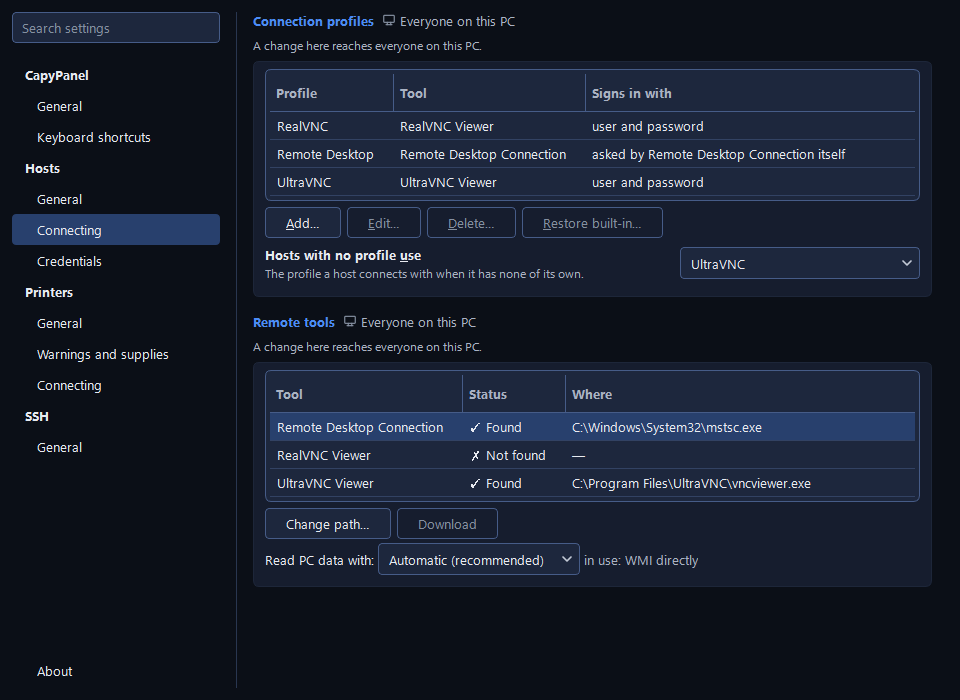 Search settings
CapyPanel
General
Keyboard shortcuts
Hosts
General
Connecting
Credentials
Printers
General
Warnings and supplies
Connecting
SSH
General
About
Connection profiles Everyone on this PC
A change here reaches everyone on this PC.
Profile Tool Signs in with
RealVNC RealVNC Viewer user and password
Remote Desktop Remote Desktop Connection asked by Remote Desktop Connection itself
UltraVNC UltraVNC Viewer user and password
Add... Edit... Delete... Restore built-in...
Hosts with no profile use
The profile a host connects with when it has none of its own.
UltraVNC
Remote tools Everyone on this PC
A change here reaches everyone on this PC.
Tool Status Where
Remote Desktop Connection ✓ Found C:\Windows\System32\mstsc.exe
RealVNC Viewer ✗ Not found —
UltraVNC Viewer ✓ Found C:\Program Files\UltraVNC\vncviewer.exe
Change path... Download
Read PC data with: Automatic (recommended) in use: WMI directly